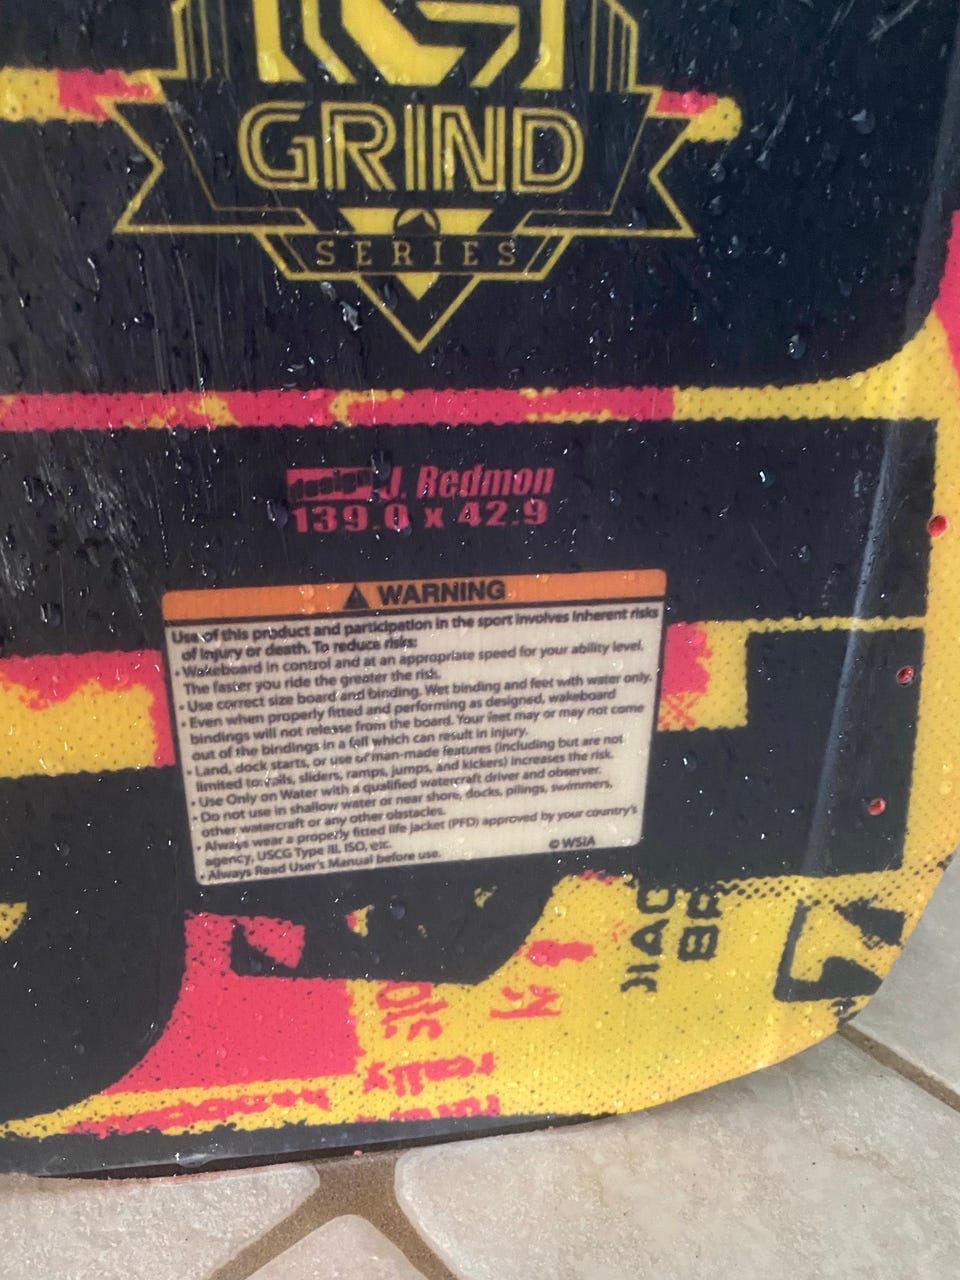 GRIND
SERIES
design J. Redmon
139.0 x 42.9
WARNING
Use of this product and participation in the sport involves inherent risks
of injury or death. To reduce risks:
• Wakeboard in control and at an appropriate speed for your ability level.
The faster you ride the greater the risk.
• Use correct size board and binding. Wet binding and feet with water only.
• Even when properly fitted and performing as designed, wakeboard
bindings will not release from the board. Your feet may or may not come
out of the bindings in a fall which can result in injury.
• Land, dock starts, or use of man-made features (including but are not
limited to: rails, sliders, ramps, jumps, and kickers) increases the risk.
• Use Only on Water with a qualified watercraft driver and observer.
• Do not use in shallow water or near shore, docks, pilings, swimmers,
other watercraft or any other obstacles.
• Always wear a properly fitted life jacket (PFD) approved by your country's
agency, USCG Type III, ISO, etc.
• Always Read User's Manual before use.
© WSIA
really